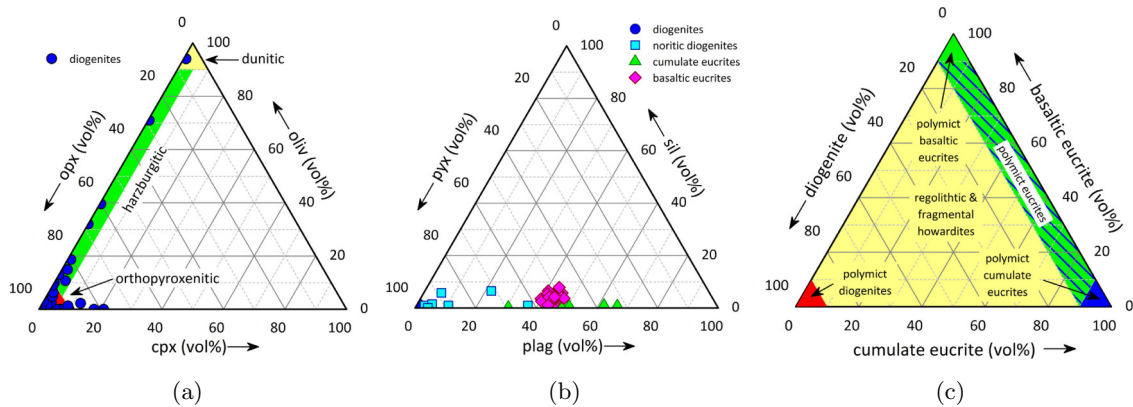 0
diogenites
100
dunitic
20
80
opx (vol%)
oliv (vol%)
40
60
harzburgitic
60
40
80
20
orthopyroxenitic
100
0
0
20
40
60
80
100
cpx (vol%)
(a)
0
diogenites
noritic diogenites
cumulate eucrites
basaltic eucrites
100
20
80
pyx (vol%)
sil (vol%)
40
60
60
40
80
20
100
0
0
20
40
60
80
100
plag (vol%)
(b)
0
100
20
80
diogenite (vol%)
basaltic eucrite (vol%)
40
polymict
basaltic
eucrites
60
60
polymict eucrites
regolithic &
fragmental
howardites
40
80
polymict
cumulate
eucrites
20
polymict
diogenites
100
0
0
20
40
60
80
100
cumulate eucrite (vol%)
(c)